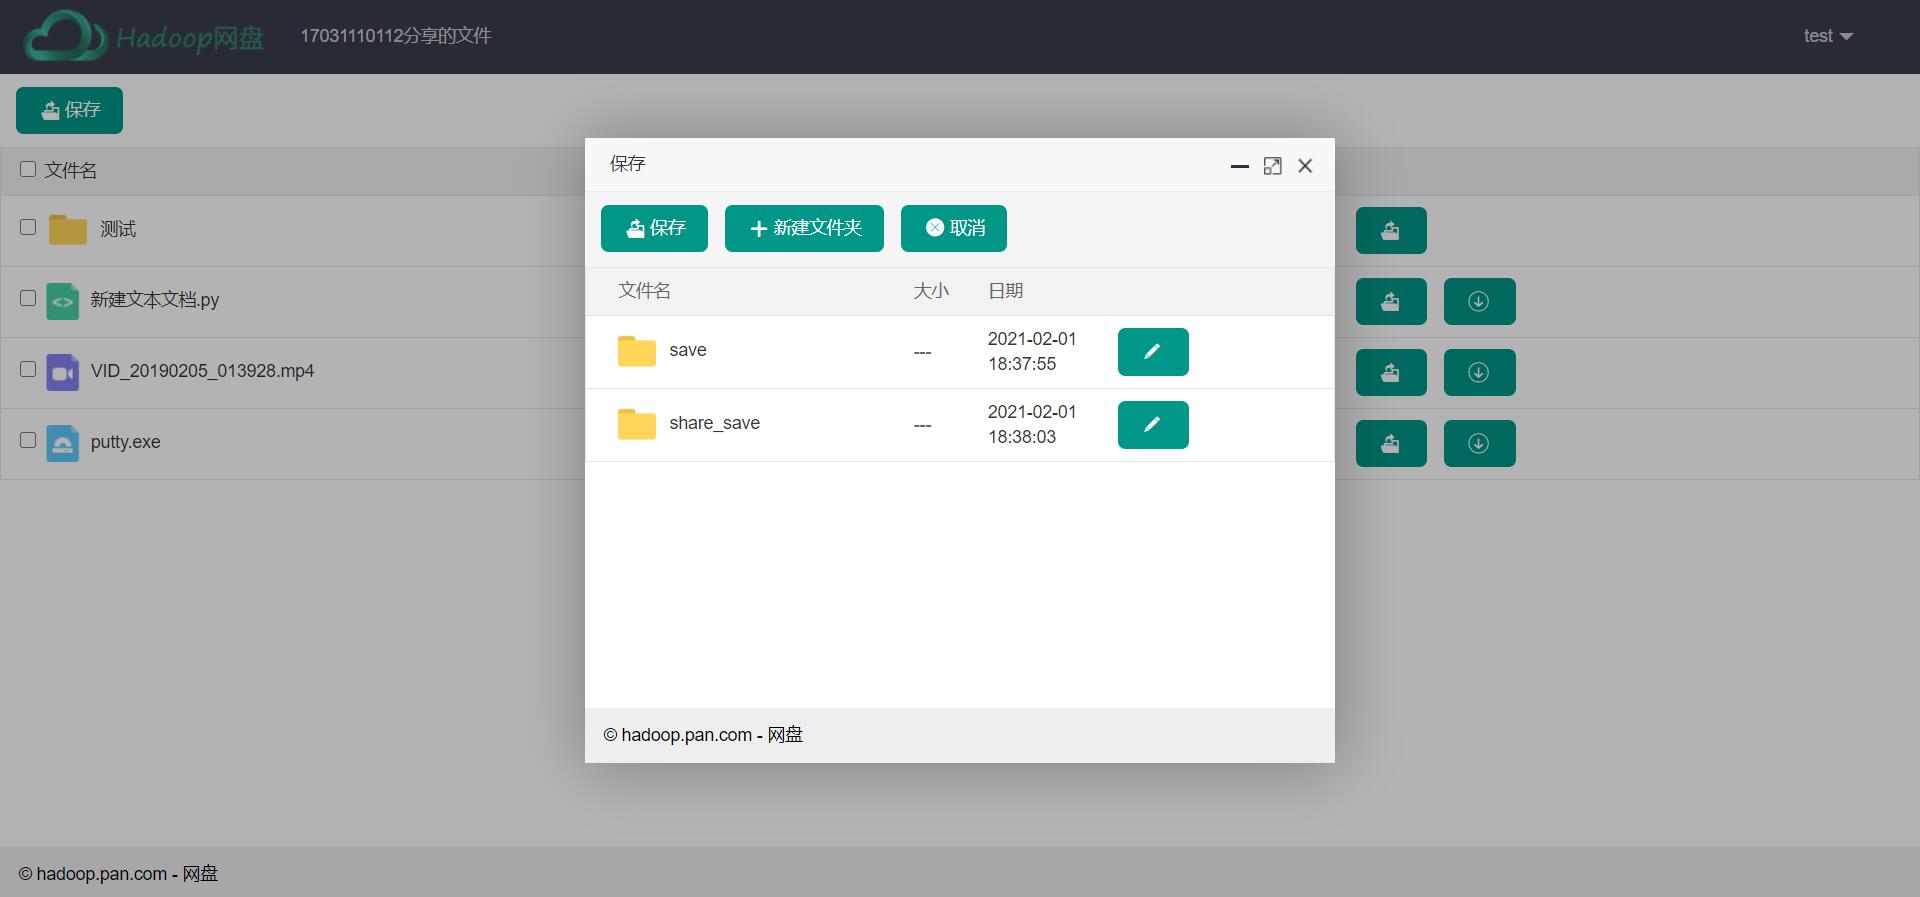 Hadoop网盘
17031110112分享的文件
test
保存
文件名
测试
新建文本文档.py
VID_20190205_013928.mp4
putty.exe
保存
保存
新建文件夹
取消
文件名 大小 日期
save --- 2021-02-01
18:37:55
share_save --- 2021-02-01
18:38:03
© hadoop.pan.com - 网盘
© hadoop.pan.com - 网盘